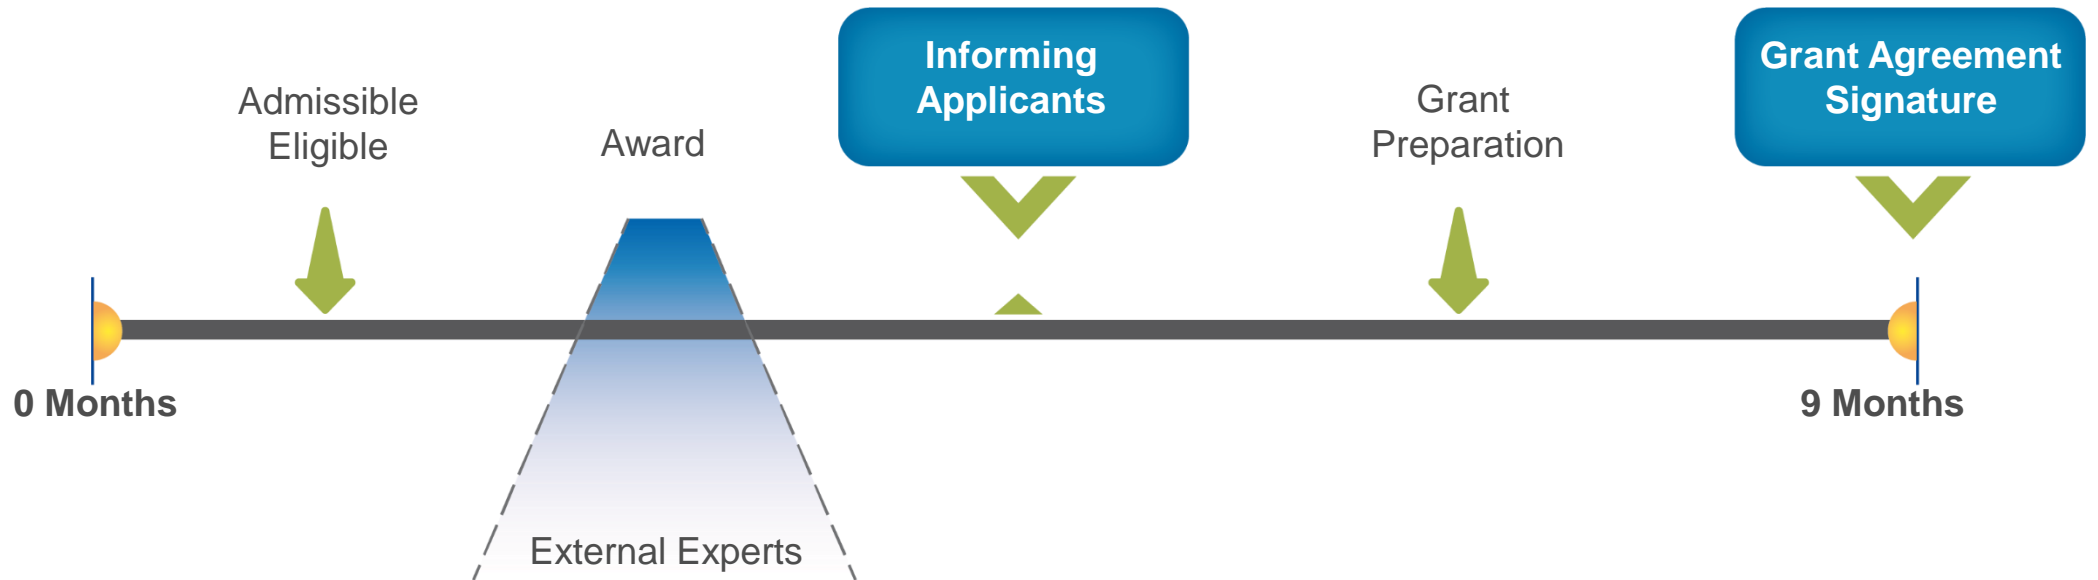 Admissible
Eligible
Award
Informing
Applicants
Grant
Preparation
Grant Agreement
Signature
0 Months
9 Months
External Experts